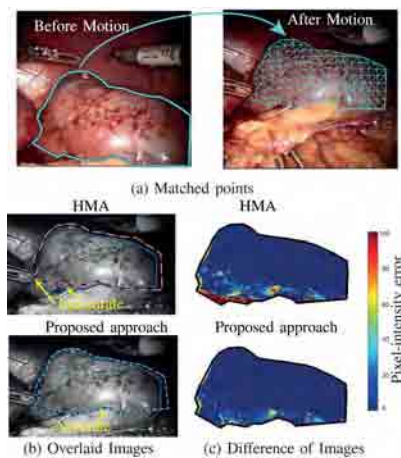 Before Motion
After Motion
(a) Matched points
HMA
HMA
Proposed approach
Proposed approach
(b) Overlaid Images
(c) Difference of Images
100
80
60
40
20
0
Pixel-intensity error